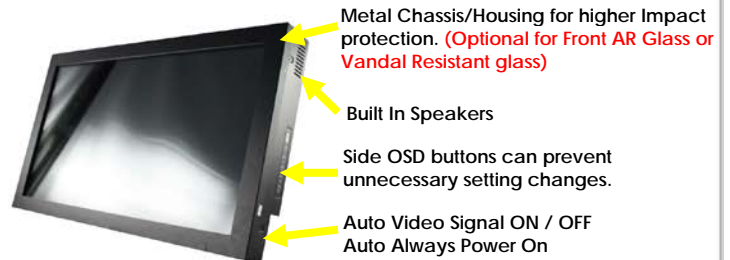 Metal Chassis/Housing for higher Impact
protection. (Optional for Front AR Glass or
Vandal Resistant glass)
Built In Speakers
Side OSD buttons can prevent
unnecessary setting changes.
Auto Video Signal ON / OFF
Auto Always Power On